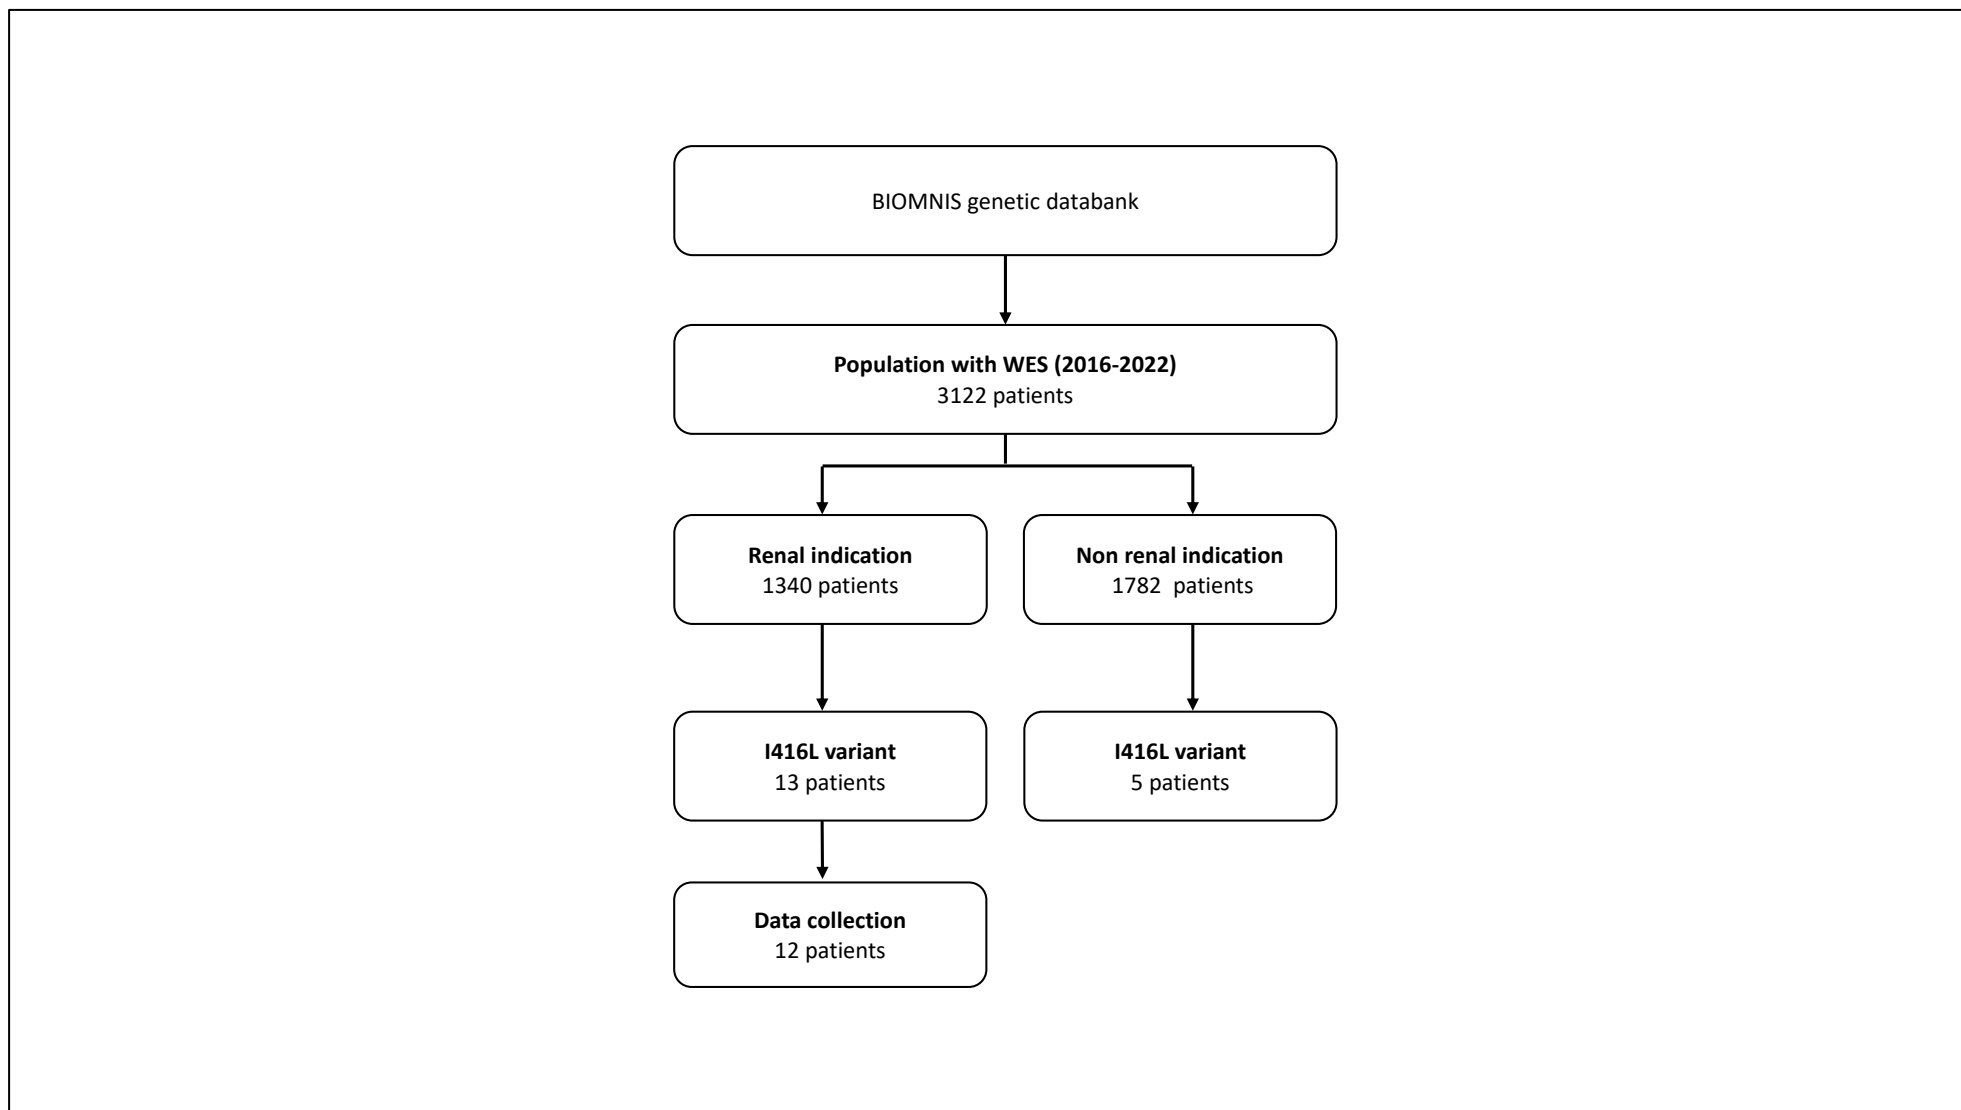 BIOMNIS genetic databank
Population with WES (2016-2022)
3122 patients
Renal indication
1340 patients
Non renal indication
1782 patients
I416L variant
13 patients
I416L variant
5 patients
Data collection
12 patients